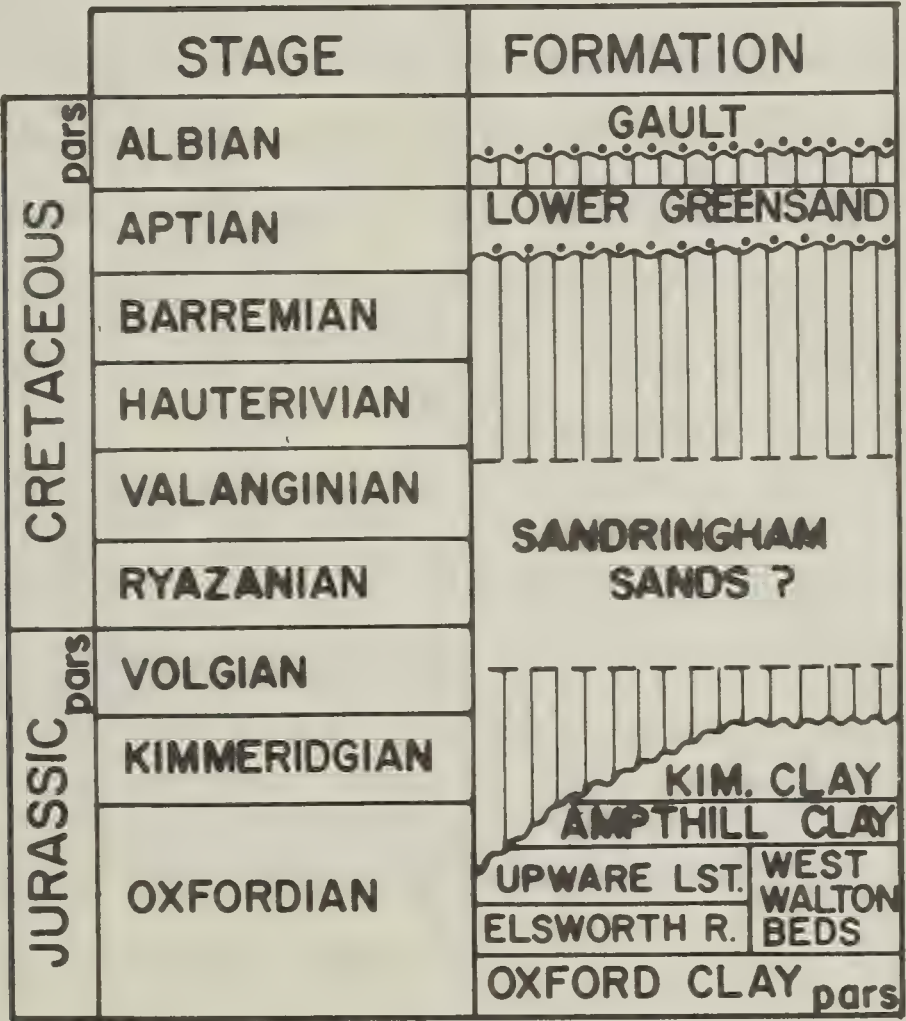 STAGE
FORMATION
CRETACEOUS pars
ALBIAN
APTIAN
BARREMIAN
HAUTERIVIAN
VALANGINIAN
RYAZANIAN
JURASSIC pars
VOLGIAN
KIMMERIDGIAN
OXFORDIAN
GAULT
LOWER GREENSAND
SANDRINGHAM
SANDS ?
KIM. CLAY
AMPTHILL CLAY
UPWARE LST.
ELSWORTH R.
WEST
WALTON
BEDS
OXFORD CLAY pars